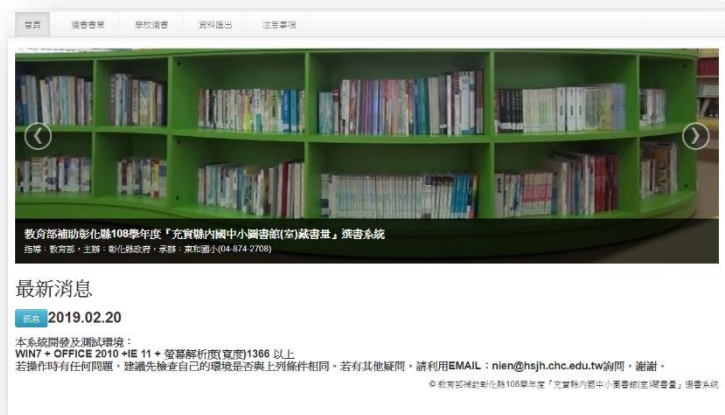 首頁 選書書單 學校選書 資料匯出 注意事項
教育部補助彰化縣108學年度『充實縣內國中小圖書館(室)藏書量』選書系統
指導：教育部，主辦：彰化縣政府，承辦：東和國小(04-874-2708)
最新消息
訊息 2019.02.20
本系統開發及測試環境：
WIN7 + OFFICE 2010 +IE 11 + 螢幕解析度(寬度)1366 以上
若操作時有任何問題，建議先檢查自己的環境是否與上列條件相同。若有其他疑問，請利用EMAIL：nien@hsjh.chc.edu.tw詢問，謝謝。
© 教育部補助彰化縣108學年度『充實縣內國中小圖書館(室)藏書量』選書系統